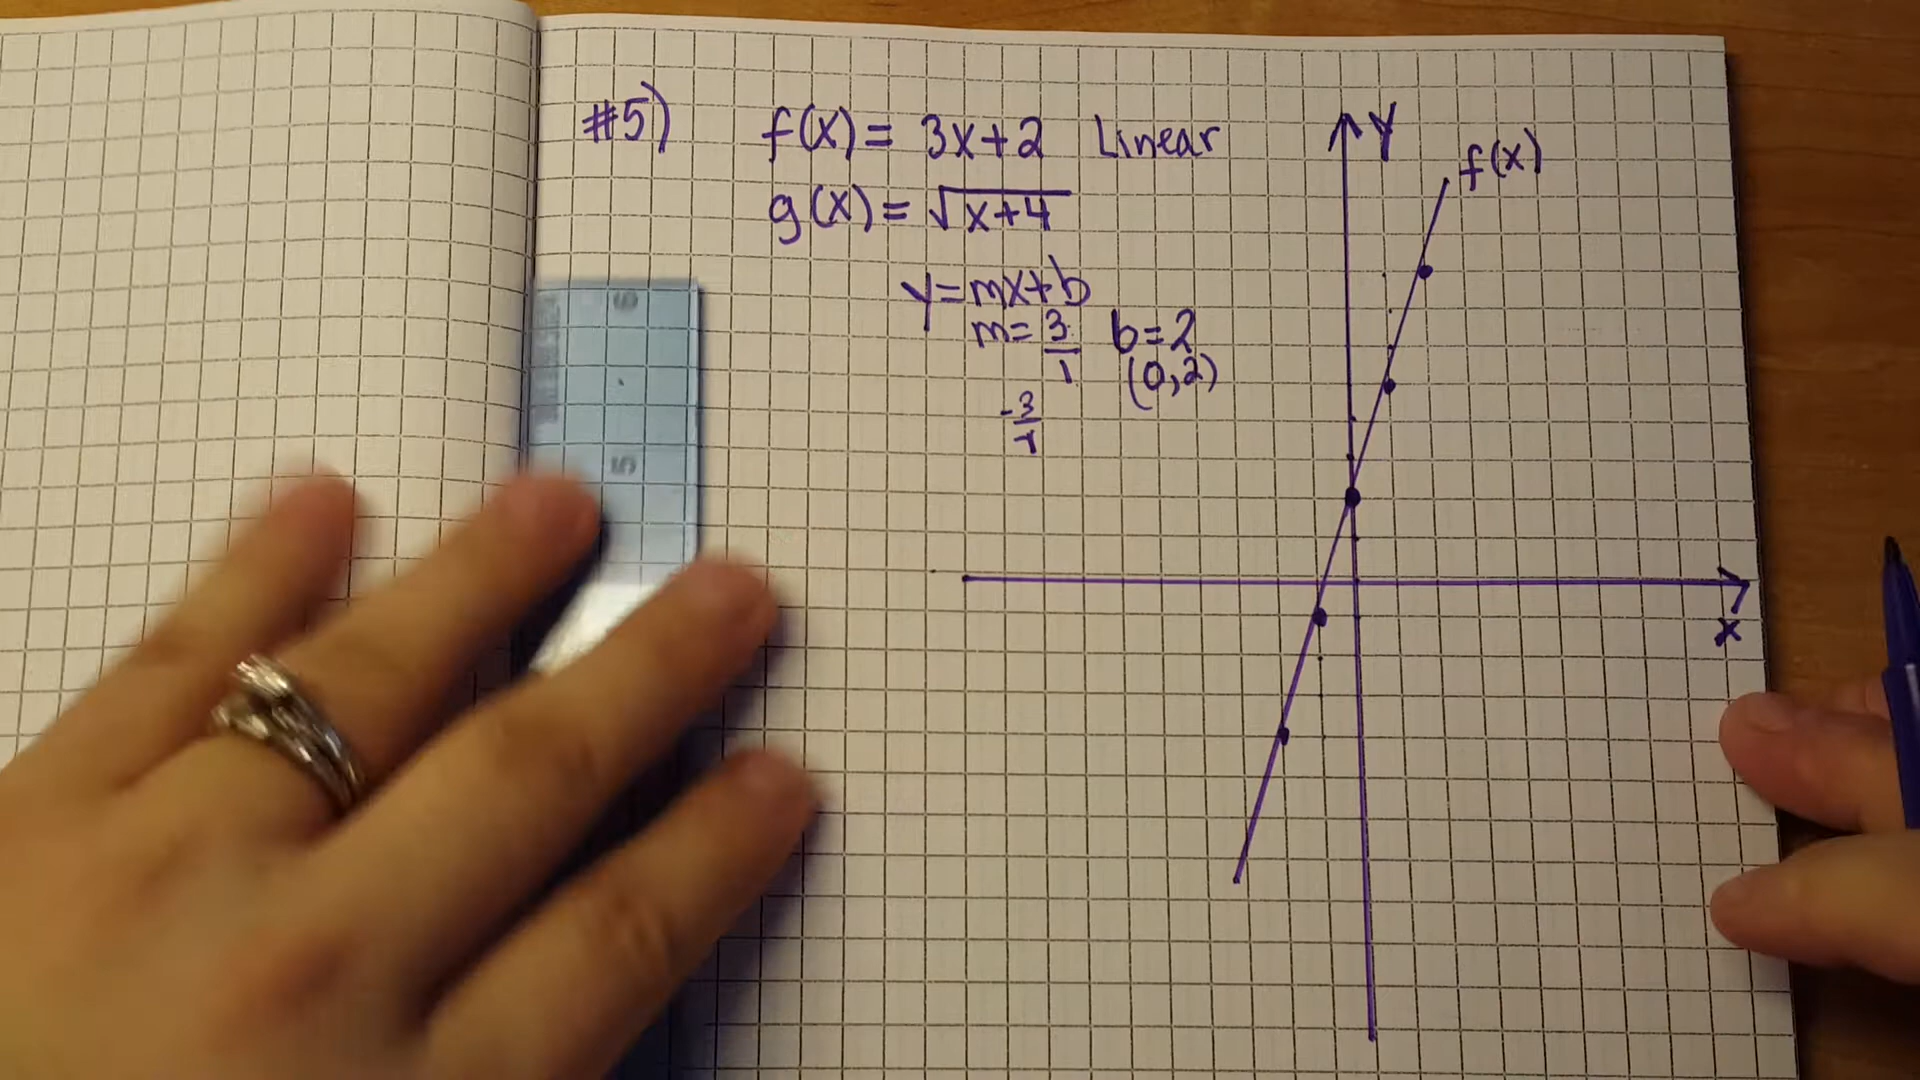 #5) f(x) = 3x+2 Linear
g(x) = √x+4
y=mx+b
m= 3/1 b=2
(0,2)
-3/-1
Y
f(x)
x
6
5